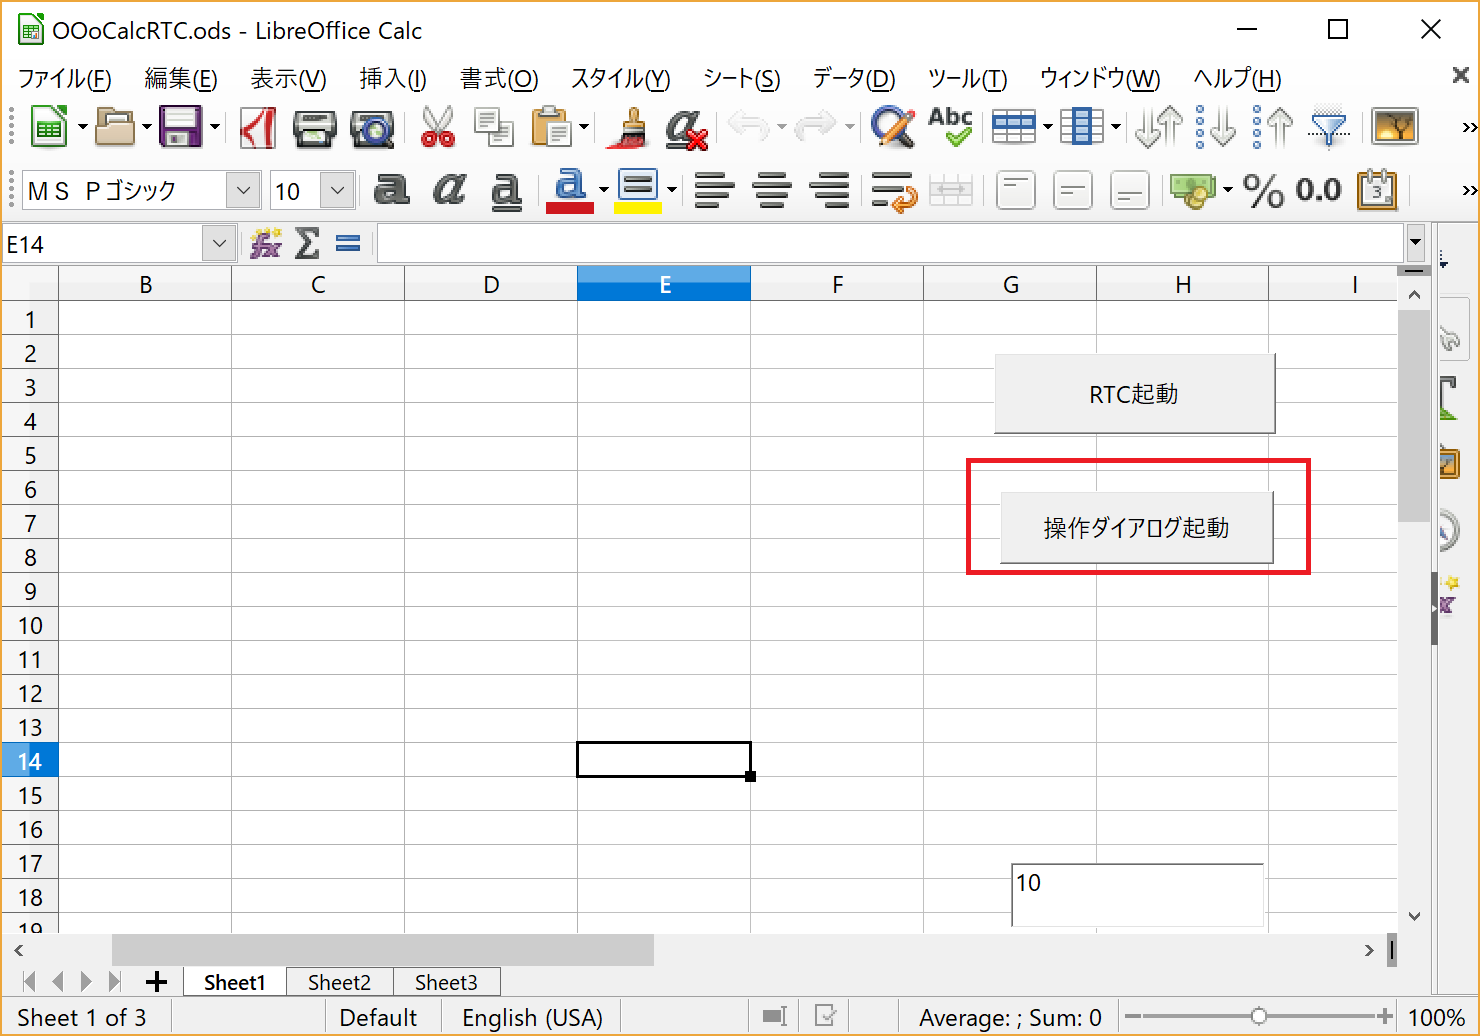 OOoCalcRTC.ods - LibreOffice Calc
ファイル(F) 編集(E) 表示(V) 挿入(I) 書式(O) スタイル(Y) シート(S) データ(D) ツール(T) ウィンドウ(W) ヘルプ(H)
Abc
ＭＳ Ｐゴシック 10 a a a a % 0.0 3
E14 fx Σ =
B C D E F G H I
1
2
3
RTC起動
4
5
6
7
操作ダイアログ起動
8
9
10
11
12
13
14
15
16
17
10
18
19
Sheet1 Sheet2 Sheet3
Sheet 1 of 3 Default English (USA) Average: ; Sum: 0 100%